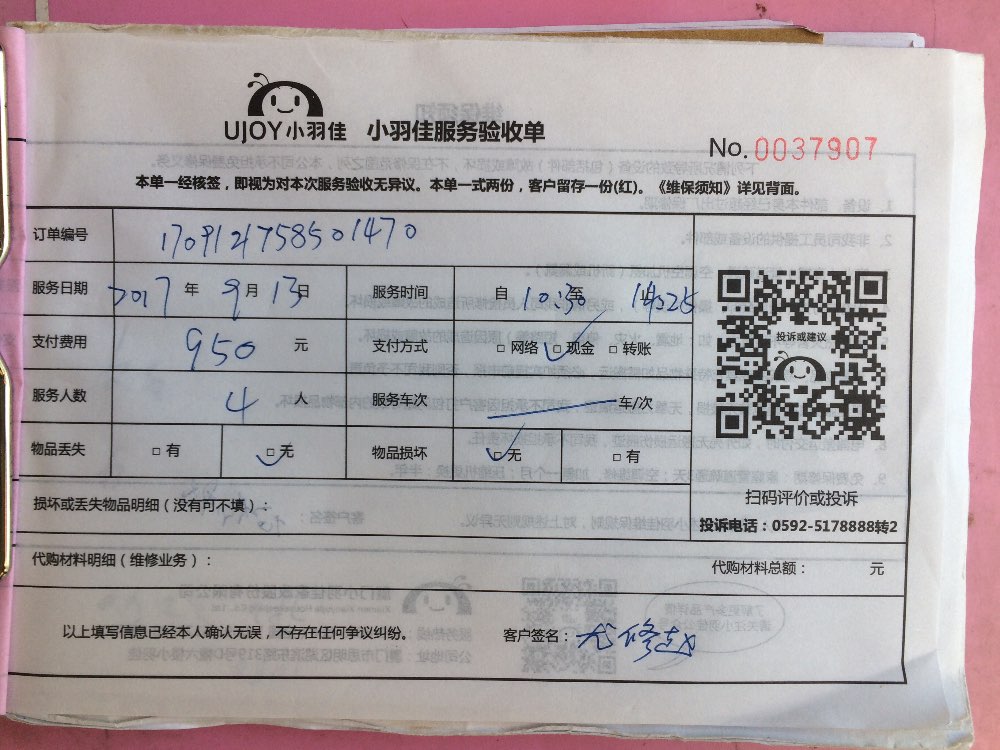 UJOY小羽佳 小羽佳服务验收单
No.0037907
本单一经核签，即视为对本次服务验收无异议。本单一式两份，客户留存一份(红)。《维保须知》详见背面。
订单编号 170912175850 1470
服务日期 2017 年 9 月 13 日 服务时间 自 10:30 至
支付费用 950 元 支付方式 □ 网络 □ 现金 □ 转账
服务人数 4 人 服务车次 车/次
物品丢失 □ 有 □ 无 物品损坏 □ 无 □ 有
损坏或丢失物品明细（没有可不填）：
投诉或建议
扫码评价或投诉
投诉电话：0592-5178888转2
代购材料明细（维修业务）： 代购材料总额： 元
以上填写信息已经本人确认无误，不存在任何争议纠纷。 客户签名：